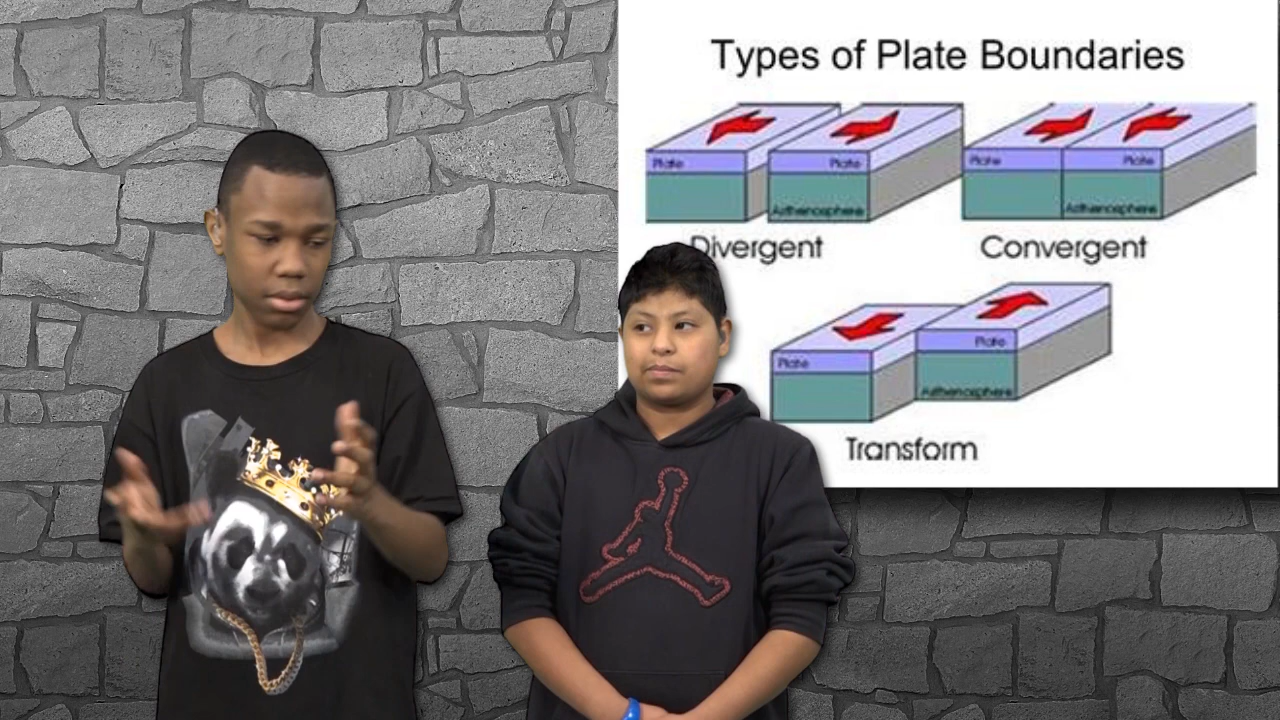 Types of Plate Boundaries
Plate
Plate
Plate
Plate
Asthenosphere
Asthenosphere
Divergent
Convergent
Plate
Plate
Asthenosphere
Transform